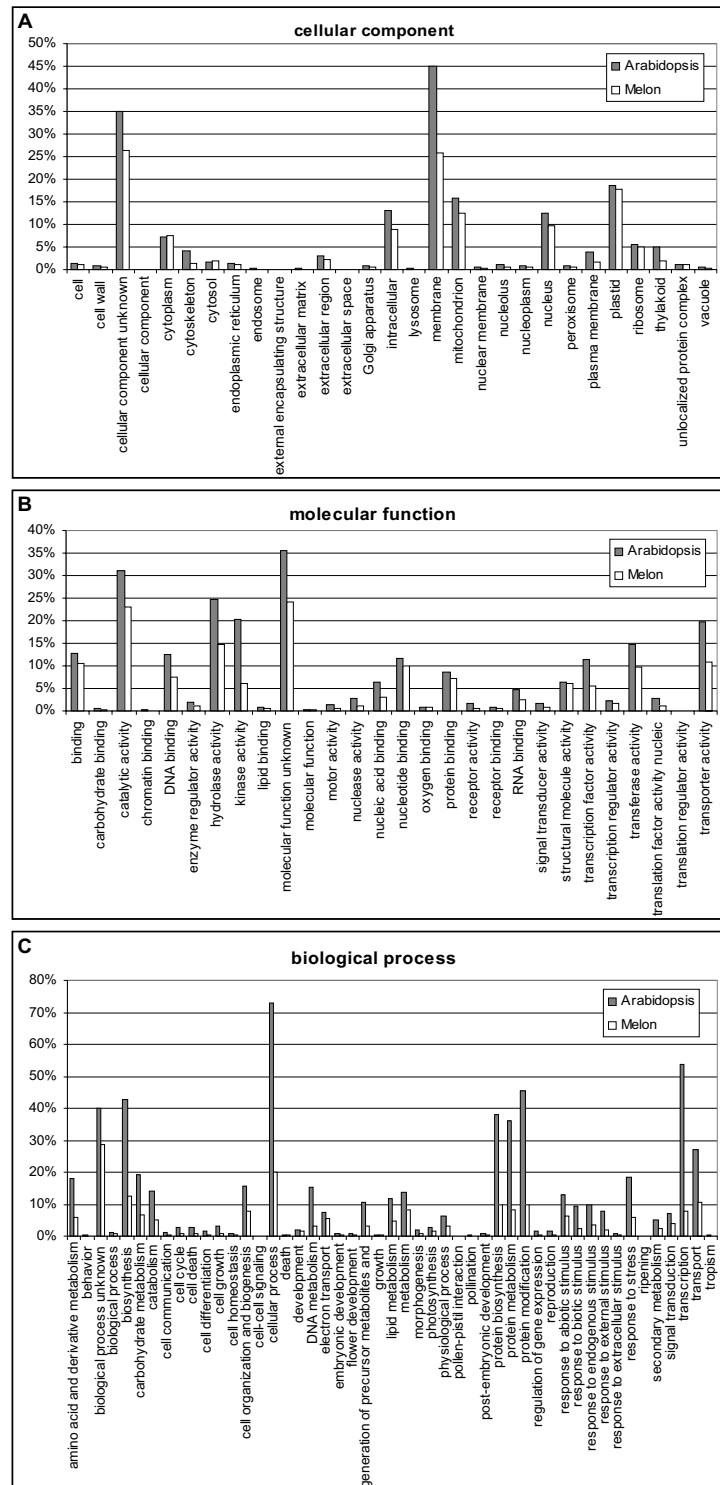 A
cellular component
50%
45%
40%
35%
30%
25%
20%
15%
10%
5%
0%
Arabidopsis
Melon
cell
cell wall
cellular component unknown
cellular component
cytoplasm
cytoskeleton
cytosol
endoplasmic reticulum
endosome
external encapsulating structure
extracellular matrix
extracellular region
extracellular space
Golgi apparatus
intracellular
lysosome
membrane
mitochondrion
nuclear membrane
nucleolus
nucleoplasm
nucleus
peroxisome
plasma membrane
plastid
ribosome
thylakoid
unlocalized protein complex
vacuole
B
molecular function
40%
35%
30%
25%
20%
15%
10%
5%
0%
Arabidopsis
Melon
binding
carbohydrate binding
catalytic activity
chromatin binding
DNA binding
enzyme regulator activity
hydrolase activity
kinase activity
lipid binding
molecular function unknown
molecular function
motor activity
nuclease activity
nucleic acid binding
nucleotide binding
oxygen binding
protein binding
receptor activity
receptor binding
RNA binding
signal transducer activity
structural molecule activity
transcription factor activity
transcription regulator activity
transferase activity
translation factor activity nucleic
translation regulator activity
transporter activity
C
biological process
80%
70%
60%
50%
40%
30%
20%
10%
0%
Arabidopsis
Melon
amino acid and derivative metabolism
behavior
biological process unknown
biological process
biosynthesis
carbohydrate metabolism
catabolism
cell communication
cell cycle
cell death
cell differentiation
cell growth
cell homeostasis
cell organization and biogenesis
cell-cell signaling
cellular process
death
development
DNA metabolism
electron transport
embryonic development
flower development
generation of precursor metabolites and
growth
lipid metabolism
metabolism
morphogenesis
photosynthesis
physiological process
pollen-pistil interaction
pollination
post-embryonic development
protein biosynthesis
protein metabolism
protein modification
regulation of gene expression
reproduction
response to abiotic stimulus
response to biotic stimulus
response to endogenous stimulus
response to external stimulus
response to extracellular stimulus
response to stress
ripening
secondary metabolism
signal transduction
transcription
transport
tropism